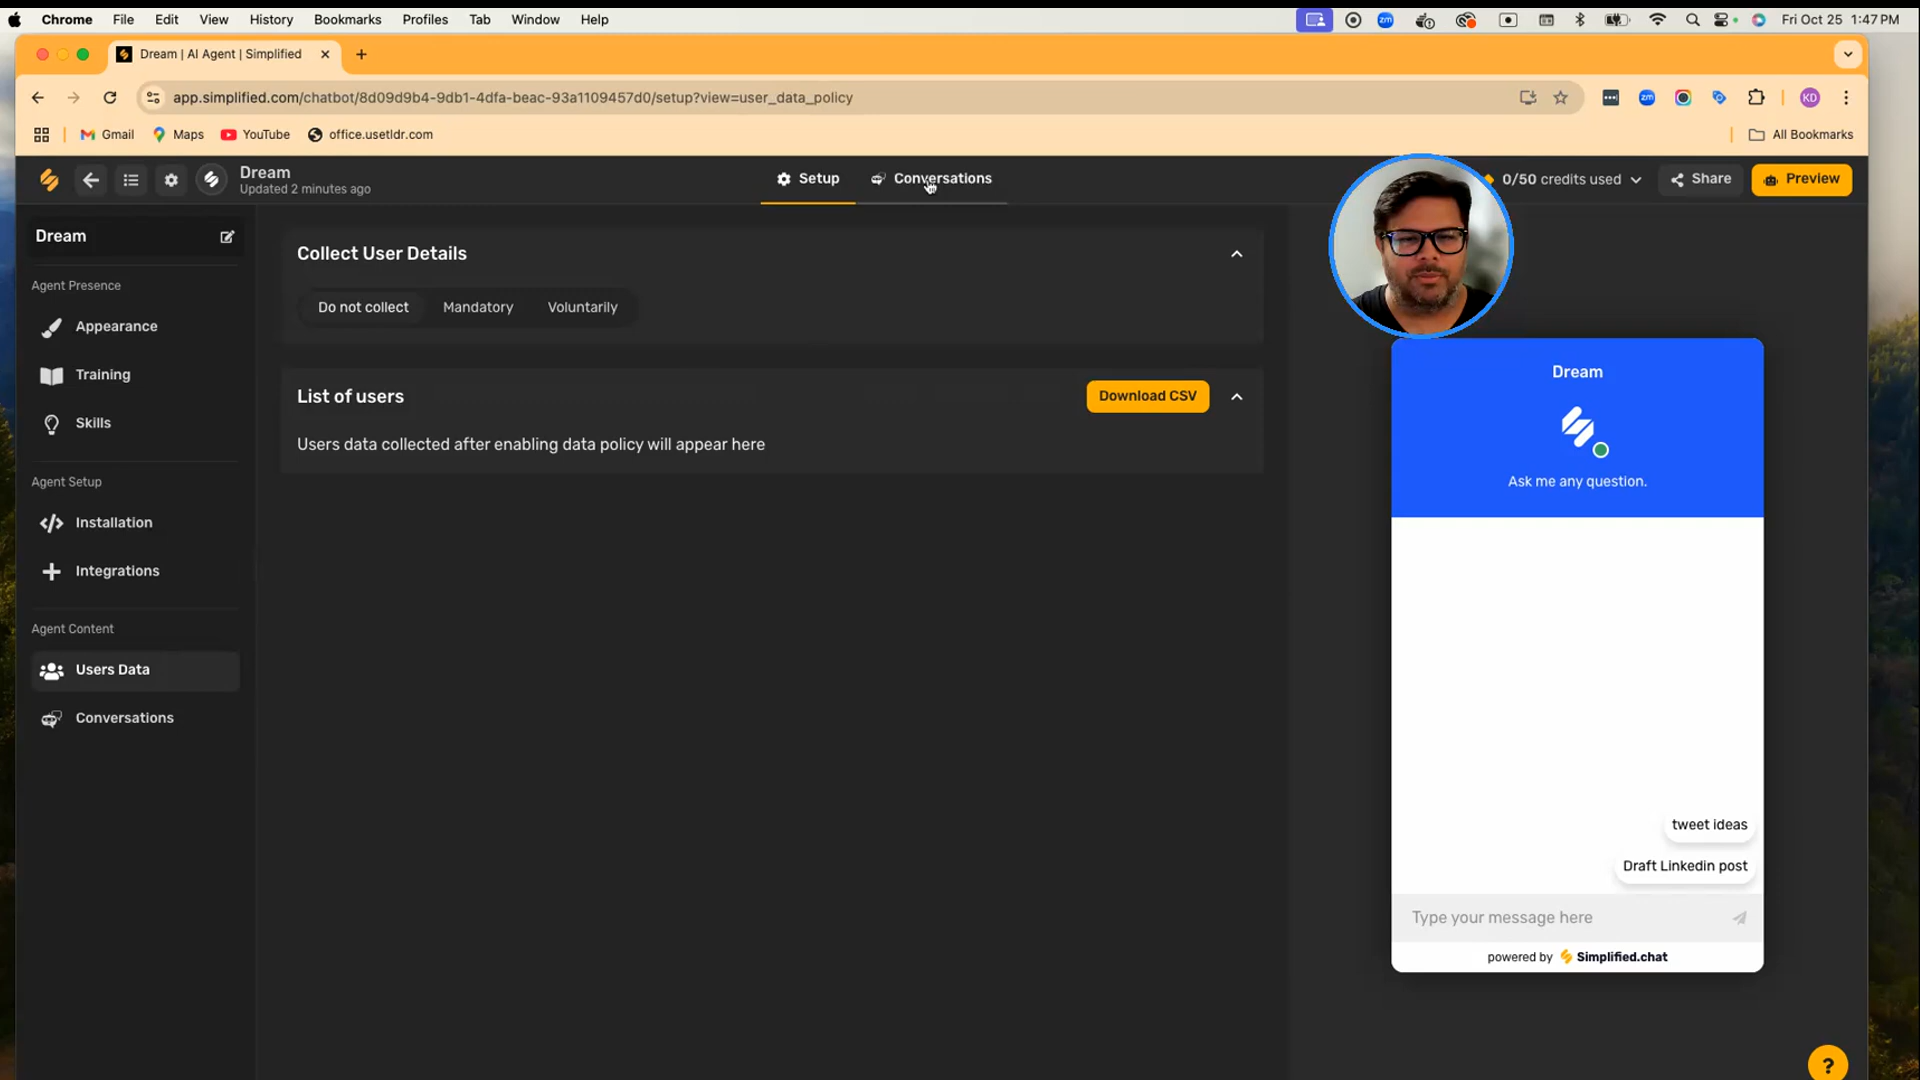 Chrome File Edit View History Bookmarks Profiles Tab Window Help
zm
Fri Oct 25 1:47 PM
Dream | AI Agent | Simplified
app.simplified.com/chatbot/8d09d9b4-9db1-4dfa-beac-93a1109457d0/setup?view=user_data_policy
zm
KD
Gmail Maps YouTube office.usetldr.com
All Bookmarks
Dream
Updated 2 minutes ago
Setup
Conversations
0/50 credits used
Share
Preview
Dream
Agent Presence
Appearance
Training
Skills
Agent Setup
Installation
Integrations
Agent Content
Users Data
Conversations
Collect User Details
Do not collect Mandatory Voluntarily
List of users
Download CSV
Users data collected after enabling data policy will appear here
Dream
Ask me any question.
tweet ideas
Draft Linkedin post
Type your message here
powered by Simplified.chat
?